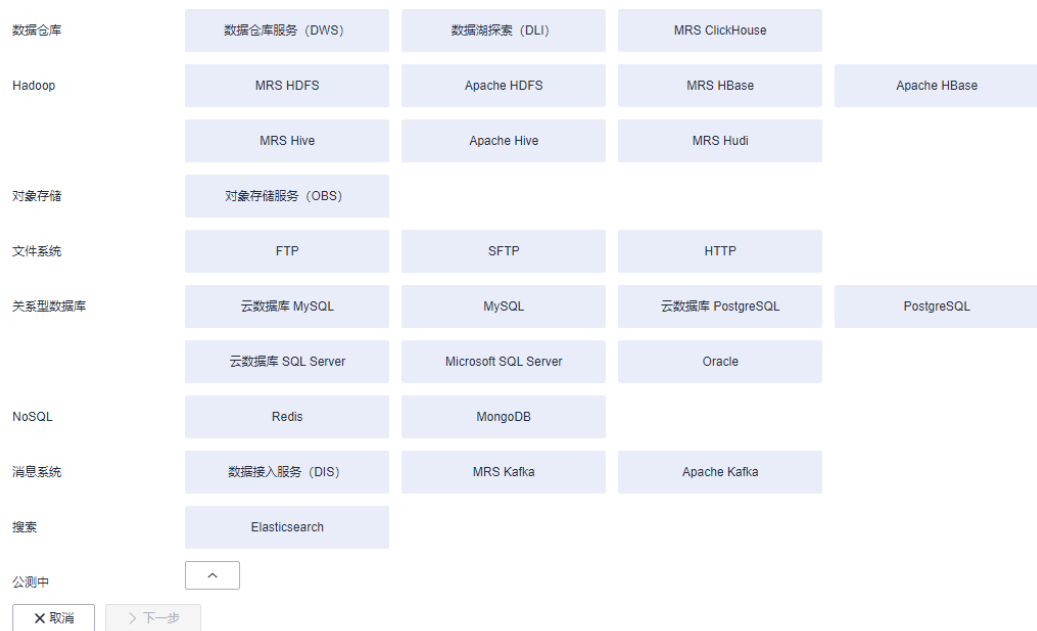 数据仓库 数据仓库服务（DWS） 数据湖探索（DLI） MRS ClickHouse
Hadoop MRS HDFS Apache HDFS MRS HBase Apache HBase
MRS Hive Apache Hive MRS Hudi
对象存储 对象存储服务（OBS）
文件系统 FTP SFTP HTTP
关系型数据库 云数据库 MySQL MySQL 云数据库 PostgreSQL PostgreSQL
云数据库 SQL Server Microsoft SQL Server Oracle
NoSQL Redis MongoDB
消息系统 数据接入服务（DIS） MRS Kafka Apache Kafka
搜索 Elasticsearch
公测中
取消 下一步